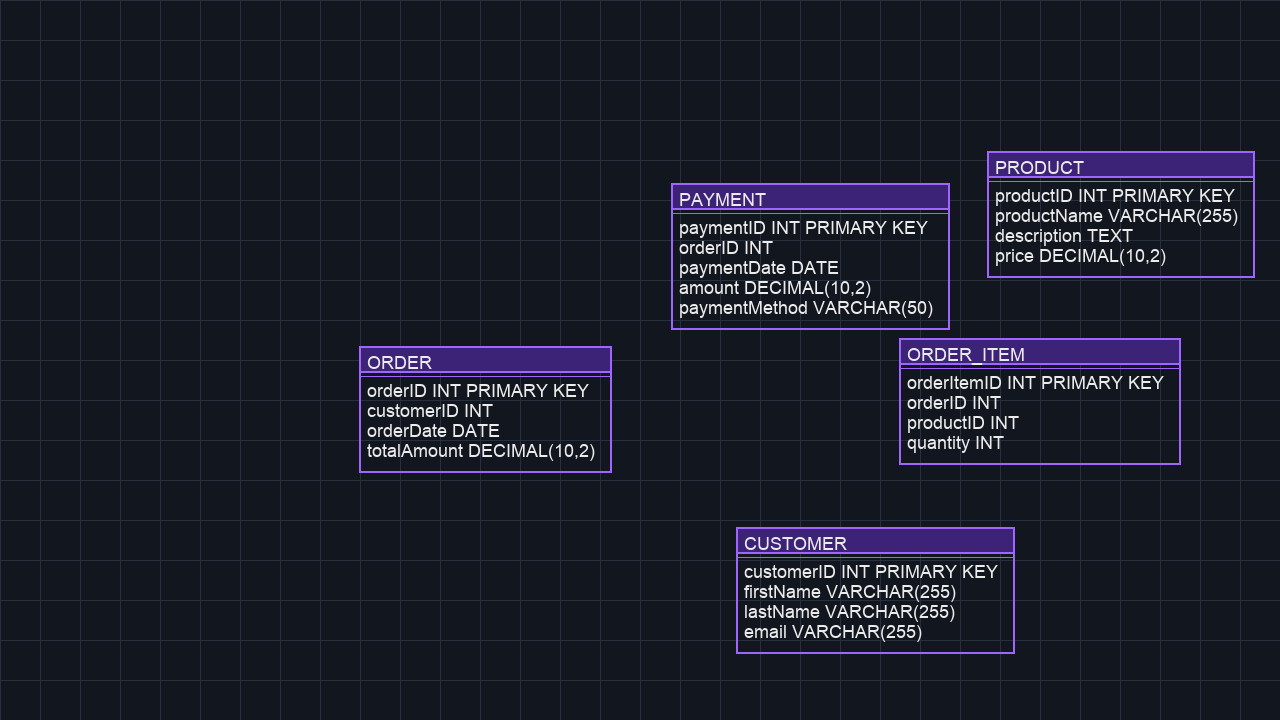 PRODUCT
productID INT PRIMARY KEY
productName VARCHAR(255)
description TEXT
price DECIMAL(10,2)
PAYMENT
paymentID INT PRIMARY KEY
orderID INT
paymentDate DATE
amount DECIMAL(10,2)
paymentMethod VARCHAR(50)
ORDER
orderID INT PRIMARY KEY
customerID INT
orderDate DATE
totalAmount DECIMAL(10,2)
ORDER_ITEM
orderItemID INT PRIMARY KEY
orderID INT
productID INT
quantity INT
CUSTOMER
customerID INT PRIMARY KEY
firstName VARCHAR(255)
lastName VARCHAR(255)
email VARCHAR(255)